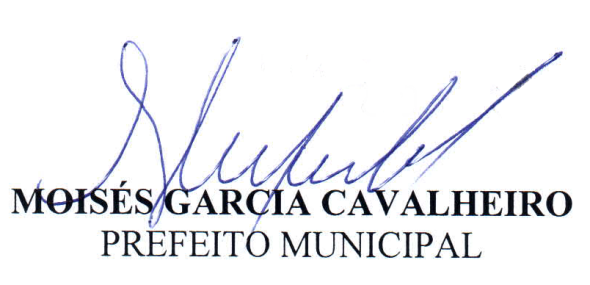 MOISÉS GARCIA CAVALHEIRO
PREFEITO MUNICIPAL